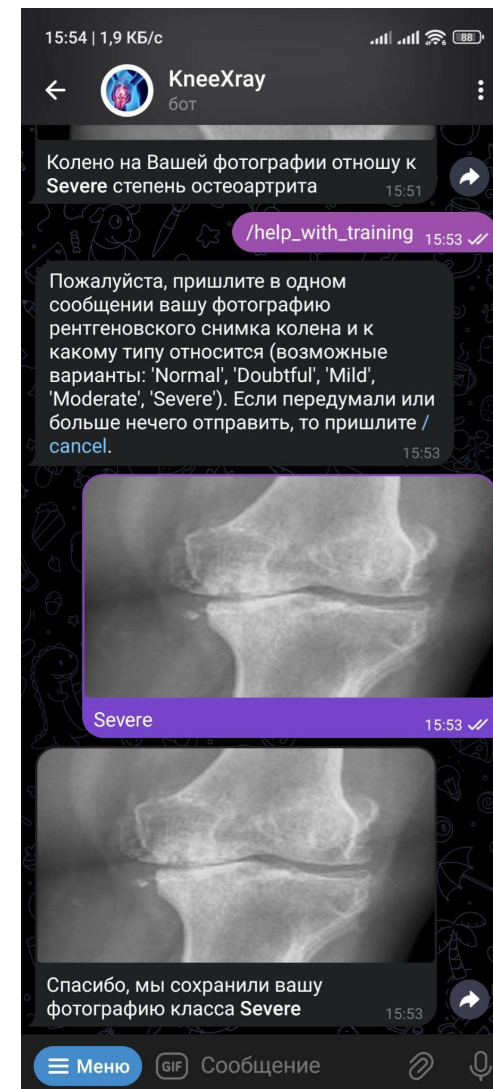 15:54 | 1,9 КБ/с
88
KneeXray
бот
Колено на Вашей фотографии отношу к
Severe степень остеоартрита
15:51
/help_with_training 15:53
Пожалуйста, пришлите в одном
сообщении вашу фотографию
рентгеновского снимка колена и к
какому типу относится (возможные
варианты: 'Normal', 'Doubtful', 'Mild',
'Moderate', 'Severe'). Если передумали или
больше нечего отправить, то пришлите /
cancel.
15:53
Severe
15:53
Спасибо, мы сохранили вашу
фотографию класса Severe
15:53
Меню GIF Сообщение